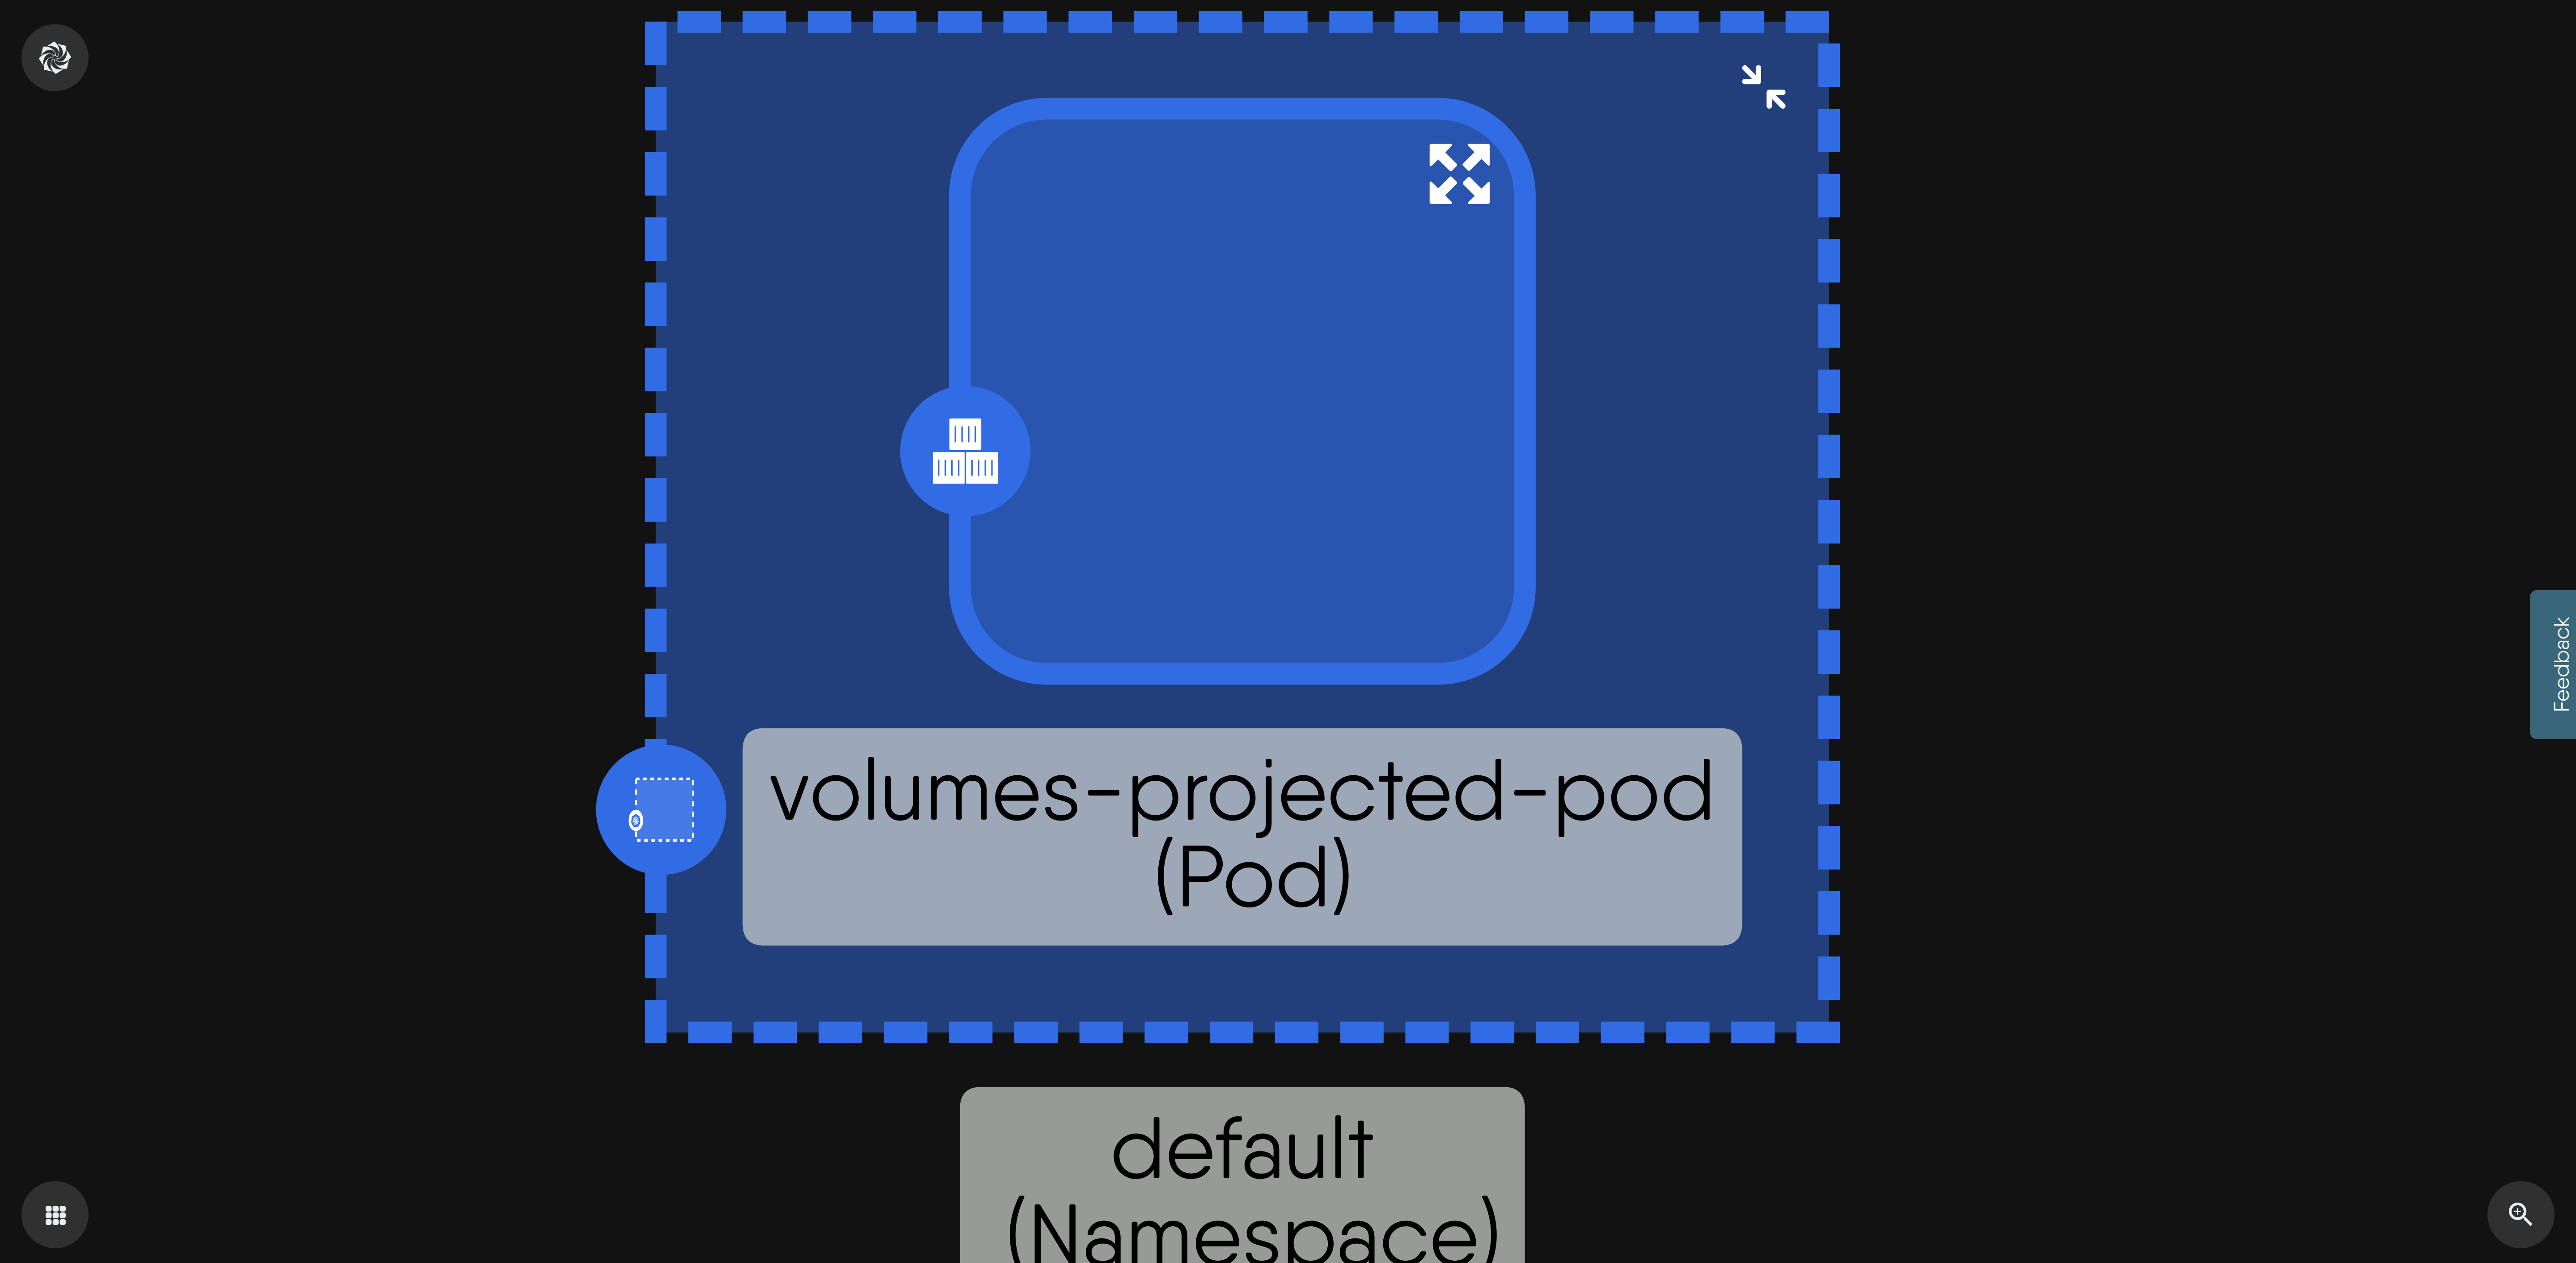 volumes-projected-pod
(Pod)
default
(Namespace)
Feedback